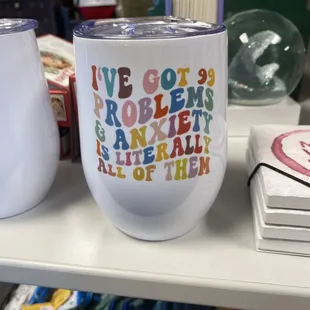 I'VE GOT 99
PROBLEMS
& ANXIETY
IS LITERALLY
ALL OF THEM